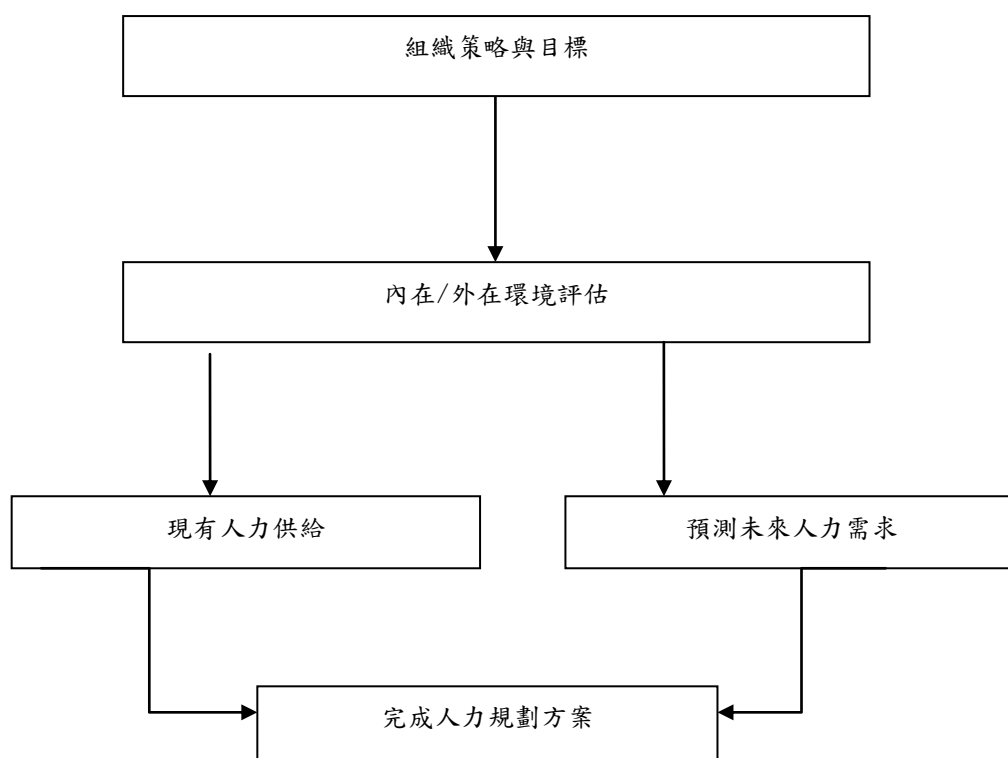 組織策略與目標
內在/外在環境評估
現有人力供給
預測未來人力需求
完成人力規劃方案